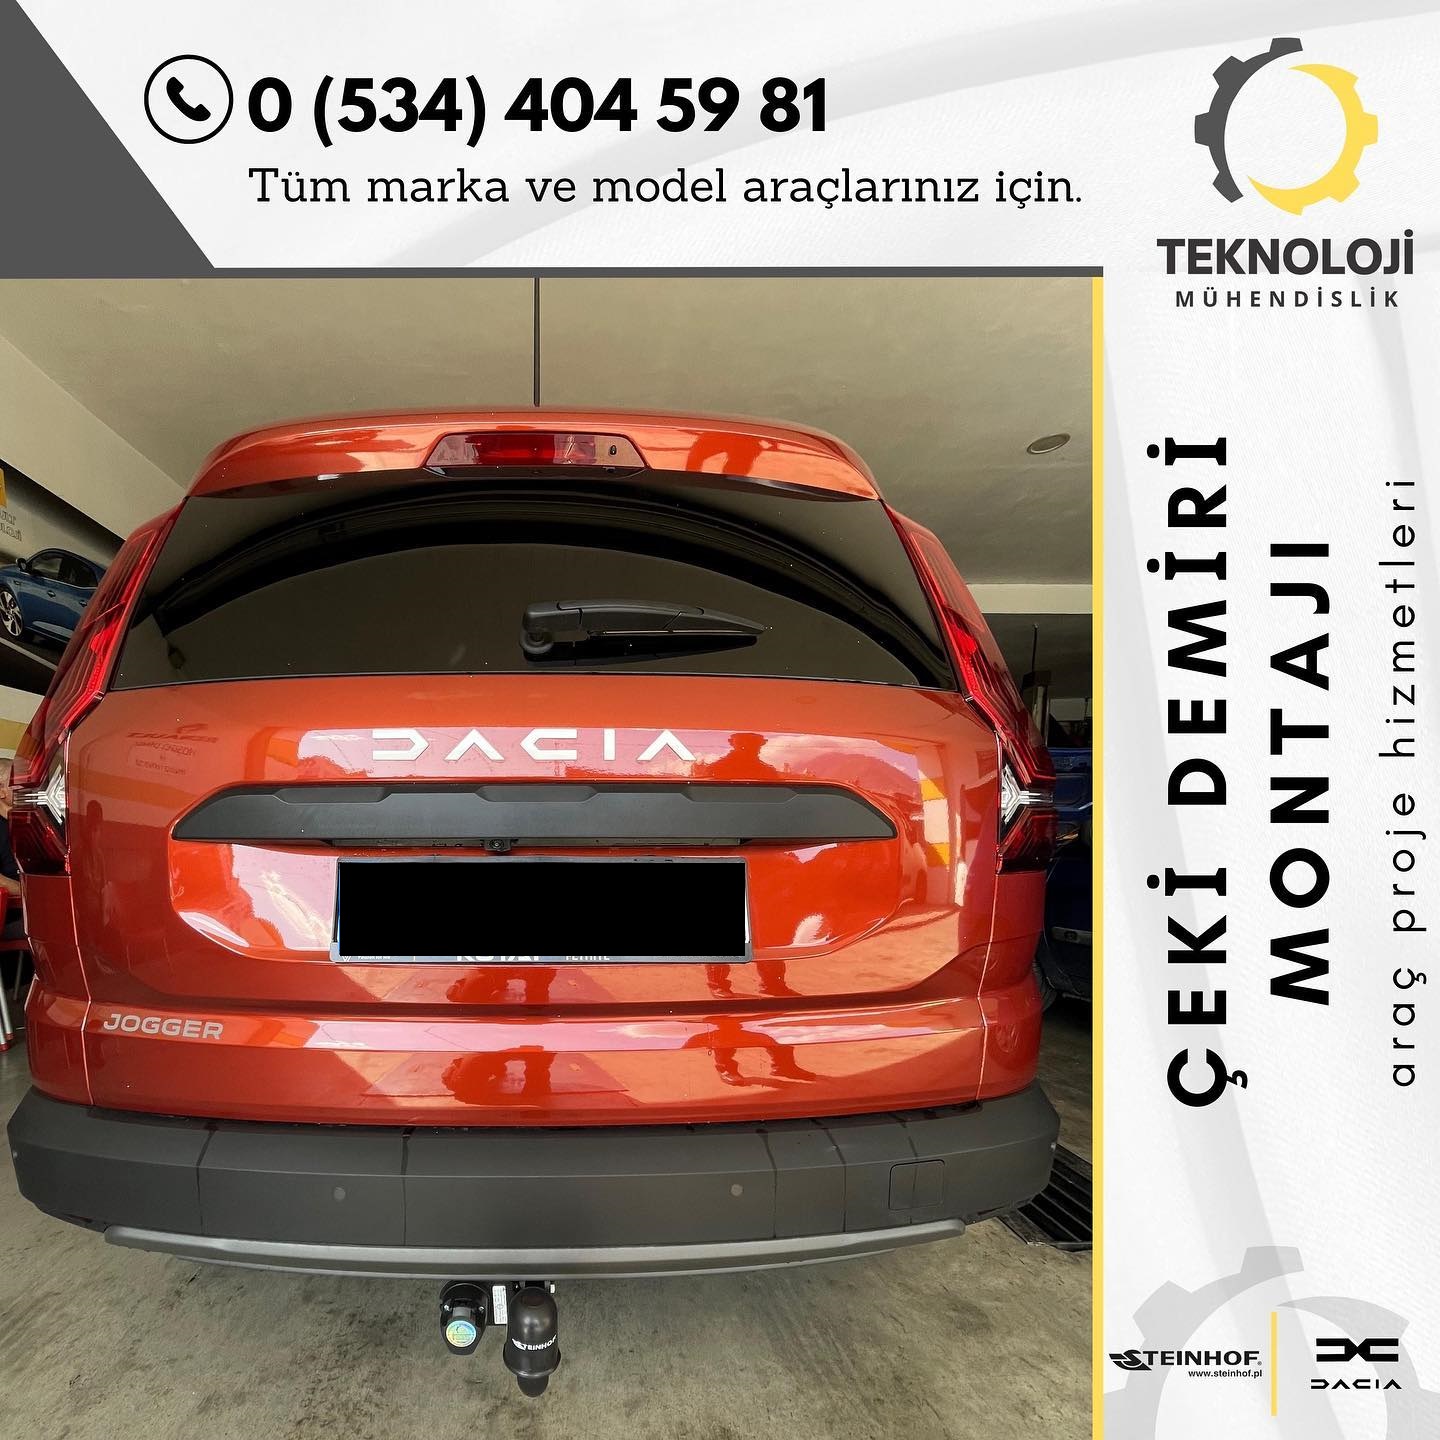 0 (534) 404 59 81
Tüm marka ve model araçlarınız için.
TEKNOLOJİ
MÜHENDİSLİK
ÇEKİ DEMİRİ
MONTAJI
araç proje hizmetleri
DACIA
JOGGER
STEINHOF
STEINHOF®
www.steinhof.pl
DACIA